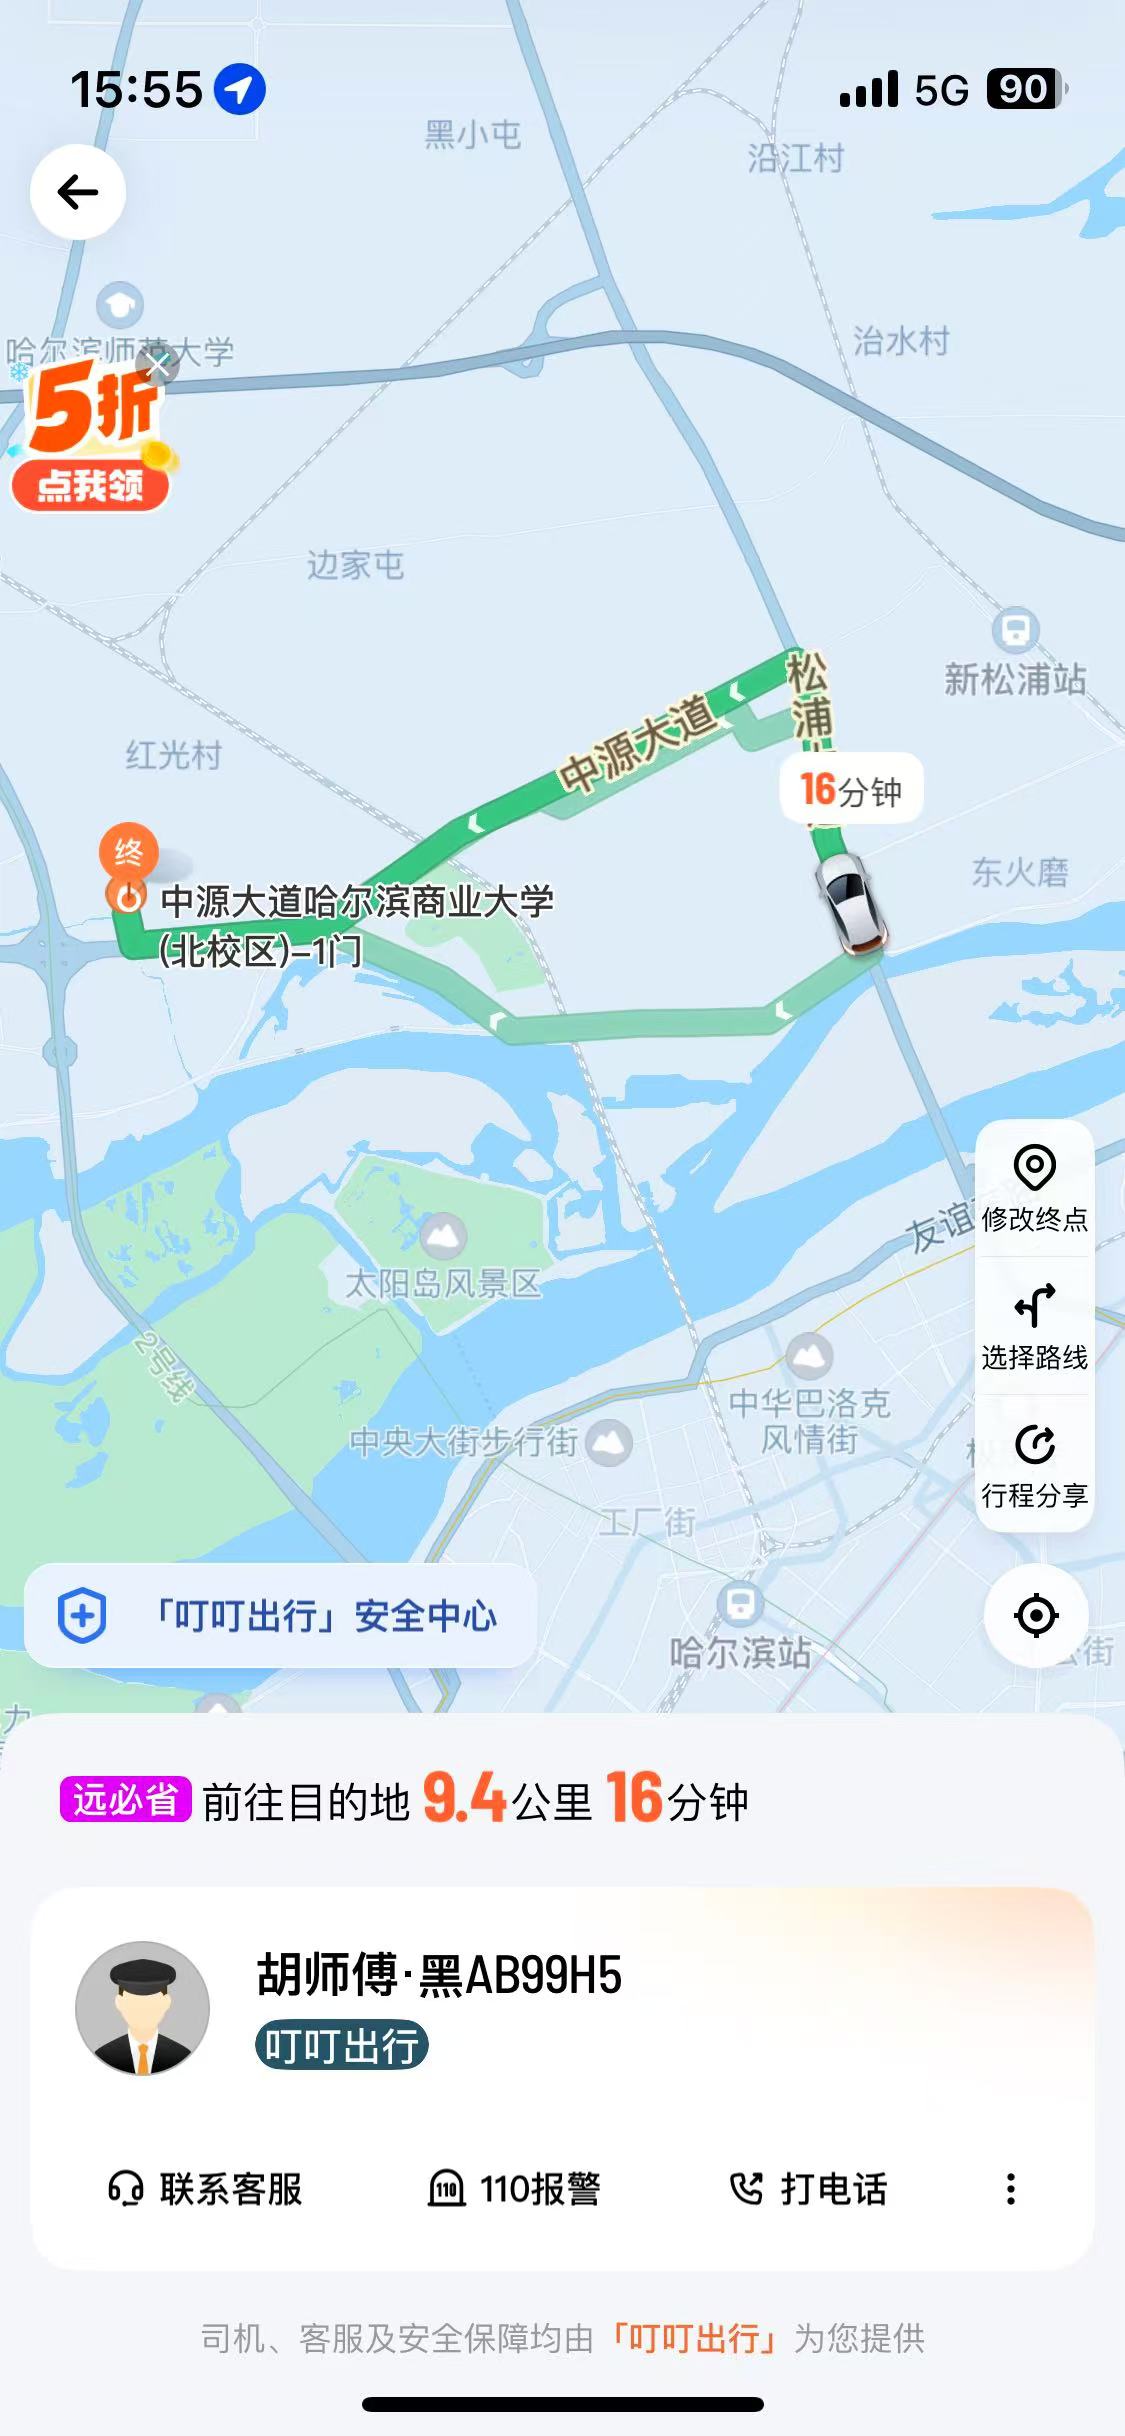 15:55
5G
90
黑小屯
沿江村
哈尔滨师范大学
治水村
5折
点我领
边家屯
新松浦站
松浦
中源大道
红光村
16分钟
终
东火磨
中源大道哈尔滨商业大学
(北校区)-1门
修改终点
友谊
太阳岛风景区
选择路线
2号线
中华巴洛克
风情街
中央大街步行街
行程分享
工厂街
「叮叮出行」安全中心
哈尔滨站
街
力
远必省 前往目的地 9.4公里 16分钟
胡师傅·黑AB99H5
叮叮出行
联系客服
110
110报警
打电话
司机、客服及安全保障均由「叮叮出行」为您提供